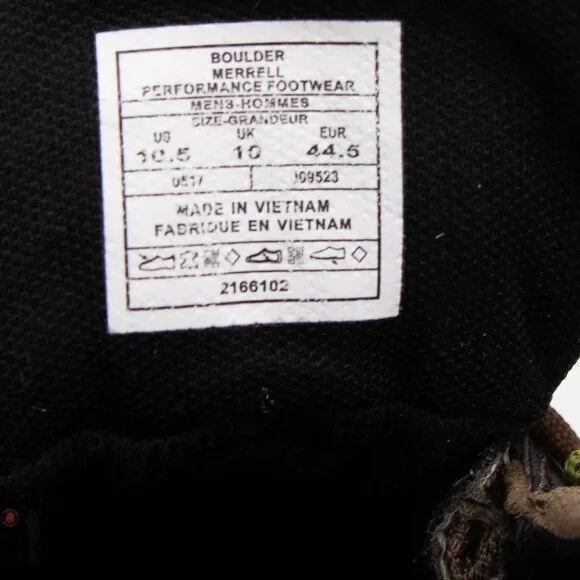 BOULDER
MERRELL
PERFORMANCE FOOTWEAR
MENS-HOMMES
SIZE-GRANDEUR
US UK EUR
10.5 10 44.5
0517 J09523
MADE IN VIETNAM
FABRIQUE EN VIETNAM
2166102